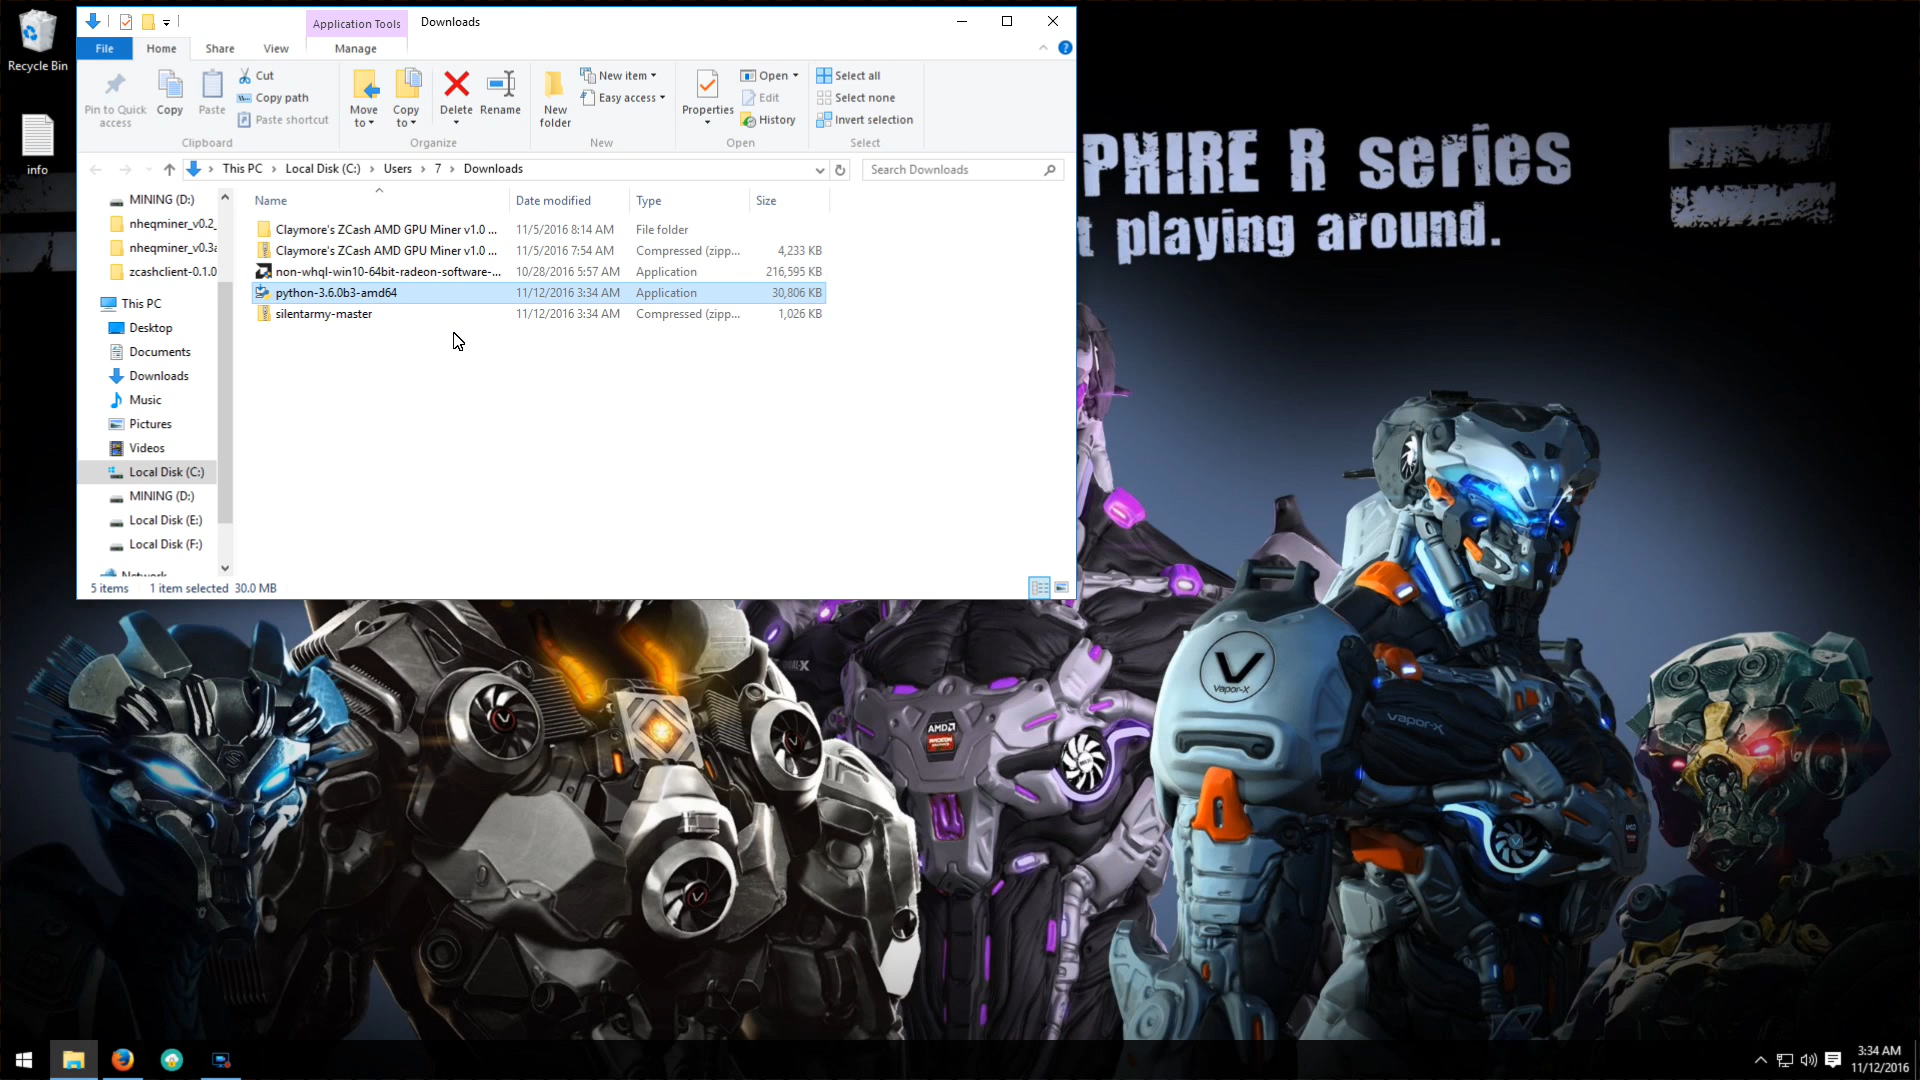 Recycle Bin
info
Application Tools
Downloads
File
Home
Share
View
Manage
Pin to Quick access
Copy
Paste
Cut
Copy path
Paste shortcut
Clipboard
Move to
Copy to
Delete
Rename
Organize
New folder
New item
Easy access
New
Properties
Open
Edit
History
Open
Select all
Select none
Invert selection
Select
This PC
Local Disk (C:)
Users
7
Downloads
Search Downloads
MINING (D:)
nheqminer_v0.2_
nheqminer_v0.3a
zcashclient-0.1.0
This PC
Desktop
Documents
Downloads
Music
Pictures
Videos
Local Disk (C:)
MINING (D:)
Local Disk (E:)
Local Disk (F:)
Network
Name Date modified Type Size
Claymore's ZCash AMD GPU Miner v1.0 ... 11/5/2016 8:14 AM File folder
Claymore's ZCash AMD GPU Miner v1.0 ... 11/5/2016 7:54 AM Compressed (zipp... 4,233 KB
non-whql-win10-64bit-radeon-software-... 10/28/2016 5:57 AM Application 216,595 KB
python-3.6.0b3-amd64 11/12/2016 3:34 AM Application 30,806 KB
silentarmy-master 11/12/2016 3:34 AM Compressed (zipp... 1,026 KB
5 items 1 item selected 30.0 MB
PHIRE R series
t playing around.
DUAL-X
AMD
RADEON
Vapor-X
vapor-x
AMD
3:34 AM
11/12/2016